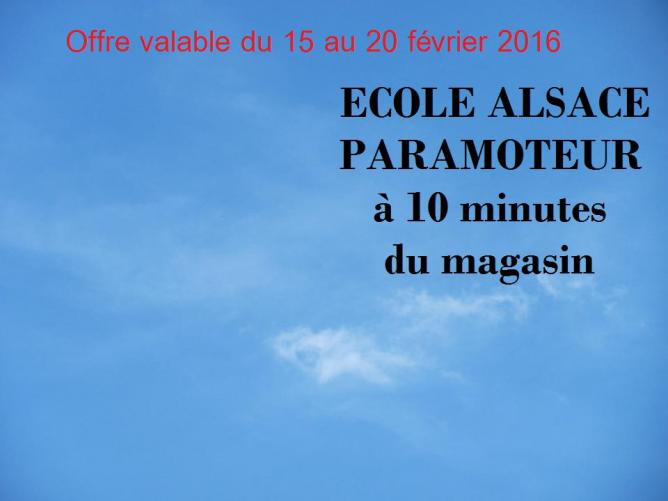 Offre valable du 15 au 20 février 2016
ECOLE ALSACE
PARAMOTEUR
à 10 minutes
du magasin